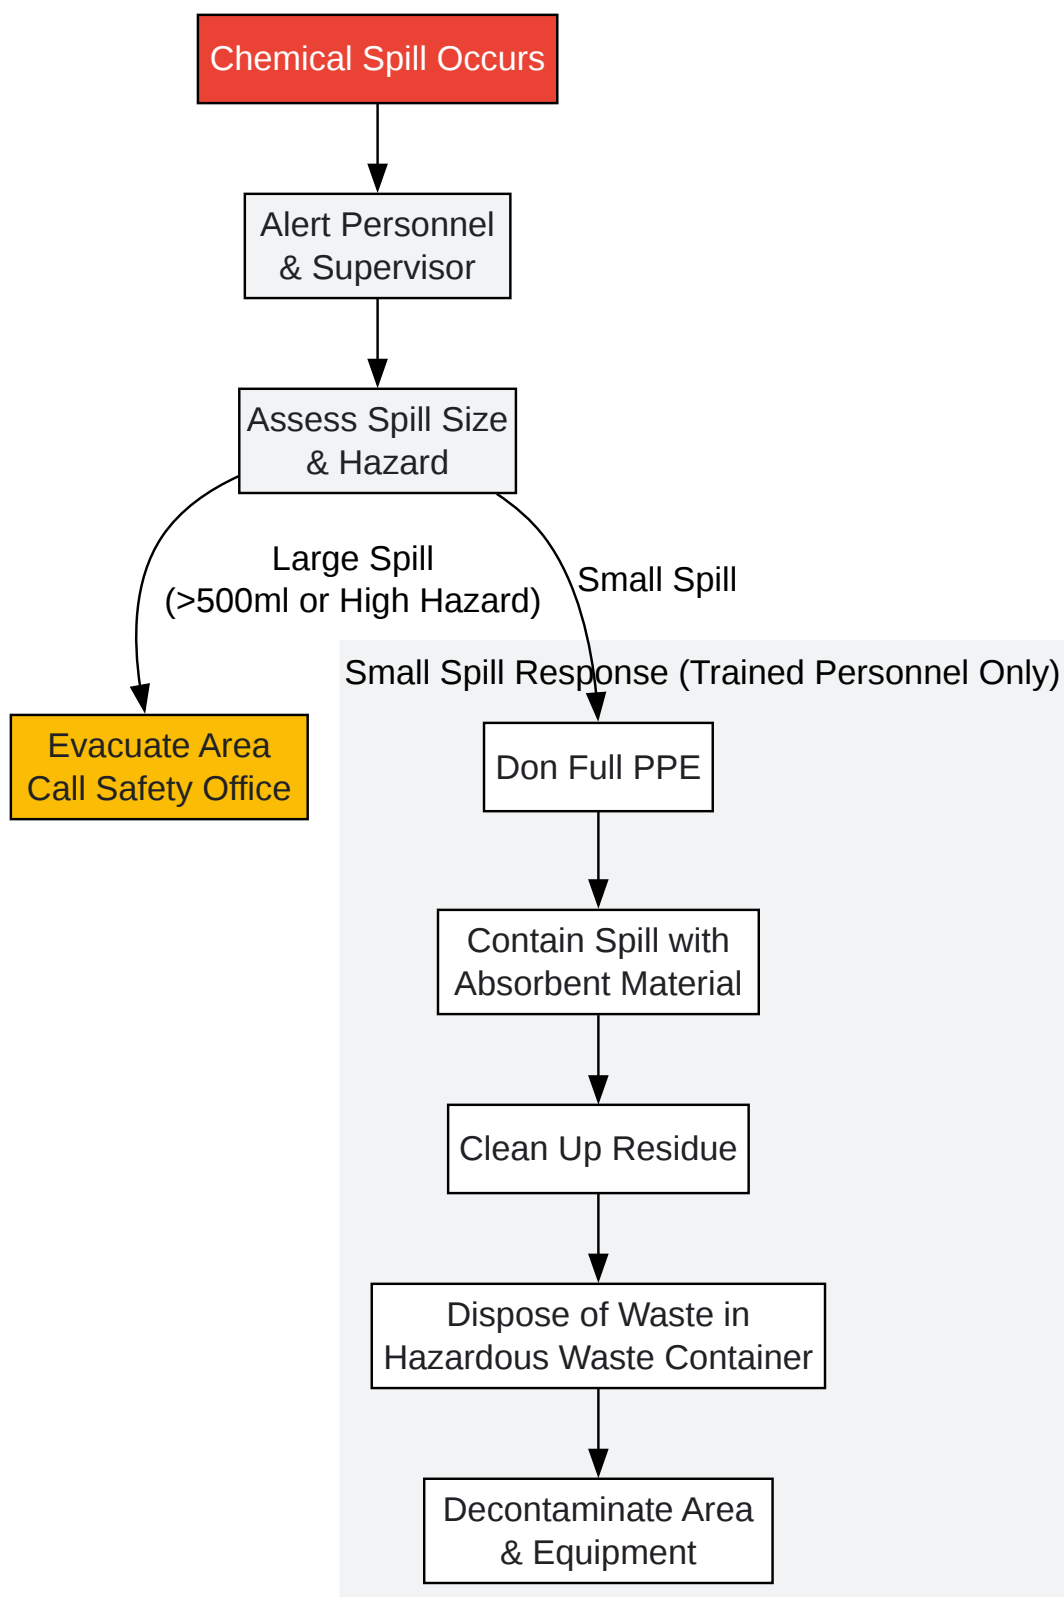 Chemical Spill Occurs
Alert Personnel
& Supervisor
Assess Spill Size
& Hazard
Large Spill
(>500ml or High Hazard)
Small Spill
Small Spill Response (Trained Personnel Only)
Evacuate Area
Call Safety Office
Don Full PPE
Contain Spill with
Absorbent Material
Clean Up Residue
Dispose of Waste in
Hazardous Waste Container
Decontaminate Area
& Equipment